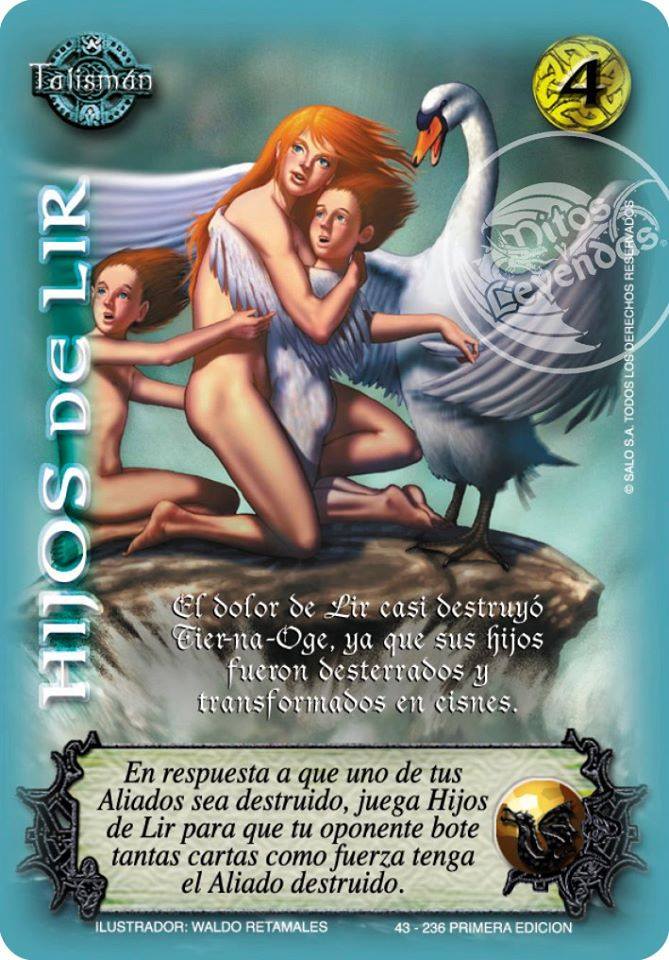 Talismán
4
Mitos
y
Leyendas
HIJOS DE LIR
© SALO S.A. TODOS LOS DERECHOS RESERVADOS
El dolor de Lir casi destruyó
Tier-na-Oge, ya que sus hijos
fueron desterrados y
transformados en cisnes.
En respuesta a que uno de tus
Aliados sea destruido, juega Hijos
de Lir para que tu oponente bote
tantas cartas como fuerza tenga
el Aliado destruido.
ILUSTRADOR: WALDO RETAMALES
43 - 236 PRIMERA EDICION